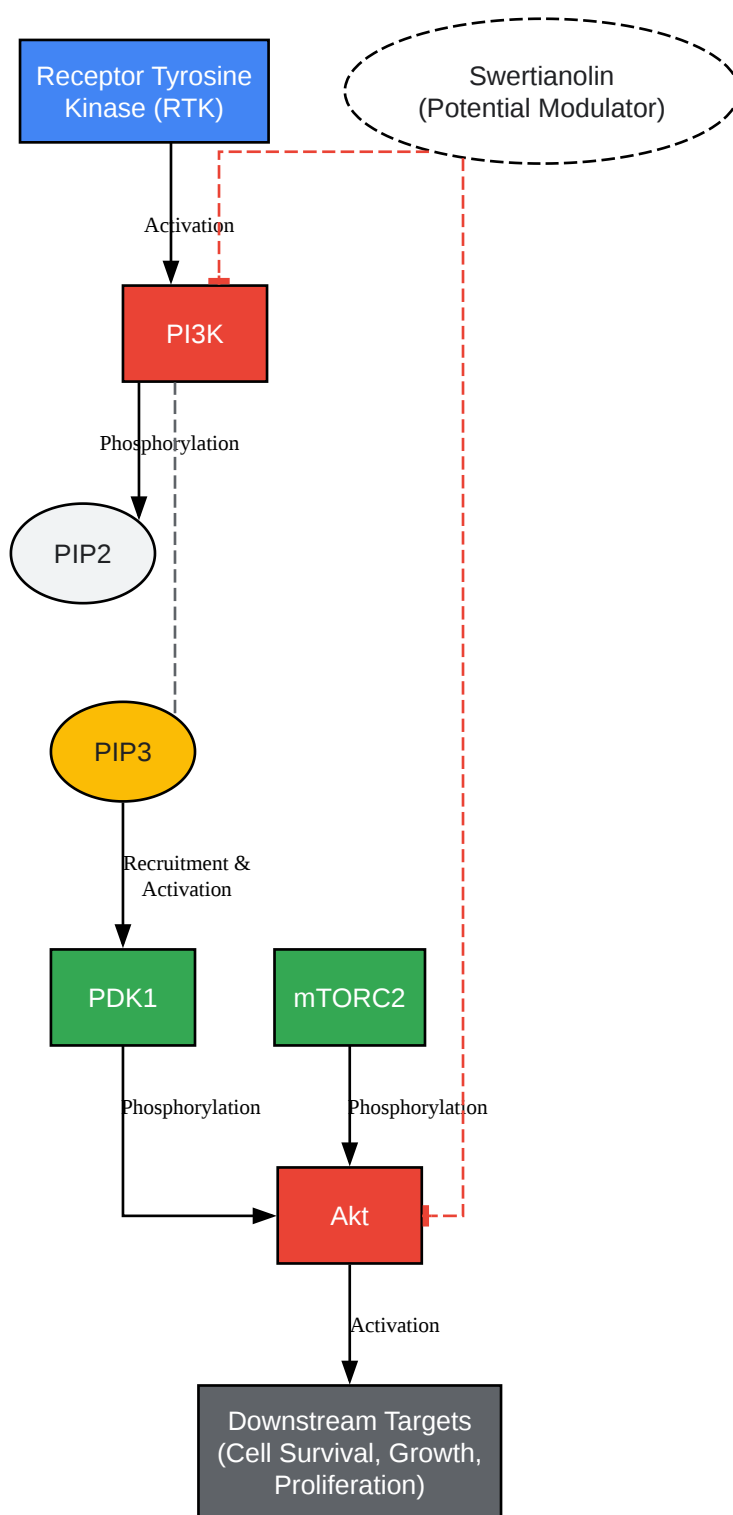 Receptor Tyrosine
Kinase (RTK)
Swertianolin
(Potential Modulator)
Activation
PI3K
Phosphorylation
PIP2
PIP3
Recruitment &
Activation
PDK1
mTORC2
Phosphorylation
Phosphorylation
Akt
Activation
Downstream Targets
(Cell Survival, Growth,
Proliferation)